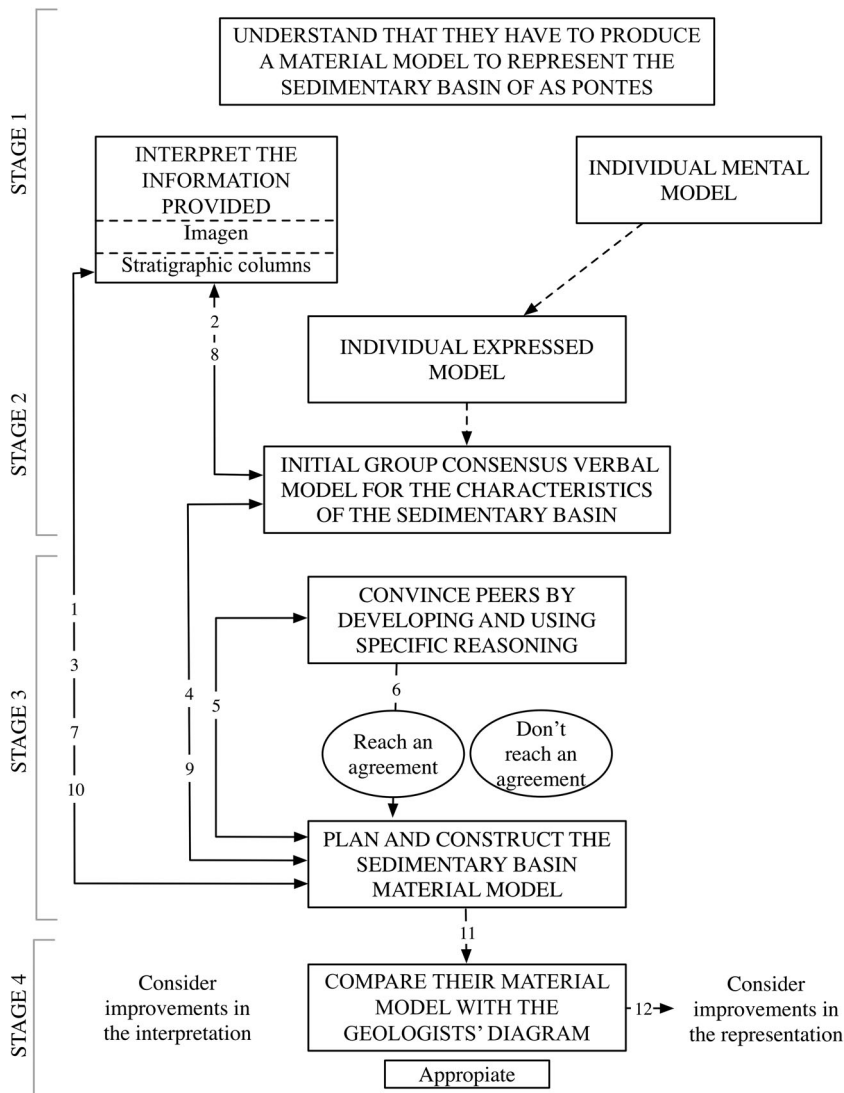 STAGE 1
UNDERSTAND THAT THEY HAVE TO PRODUCE
A MATERIAL MODEL TO REPRESENT THE
SEDIMENTARY BASIN OF AS PONTES
INTERPRET THE
INFORMATION
PROVIDED
Imagen
Stratigraphic columns
INDIVIDUAL MENTAL
MODEL
2
8
STAGE 2
INDIVIDUAL EXPRESSED
MODEL
INITIAL GROUP CONSENSUS VERBAL
MODEL FOR THE CHARACTERISTICS
OF THE SEDIMENTARY BASIN
STAGE 3
1
3
7
10
4
9
5
CONVINCE PEERS BY
DEVELOPING AND USING
SPECIFIC REASONING
6
Reach an
agreement
Don’t
reach an
agreement
PLAN AND CONSTRUCT THE
SEDIMENTARY BASIN
MATERIAL MODEL
11
STAGE 4
Consider
improvements in
the interpretation
COMPARE THEIR MATERIAL
MODEL WITH THE
GEOLOGISTS’ DIAGRAM
12
Consider
improvements in
the representation
Appropiate